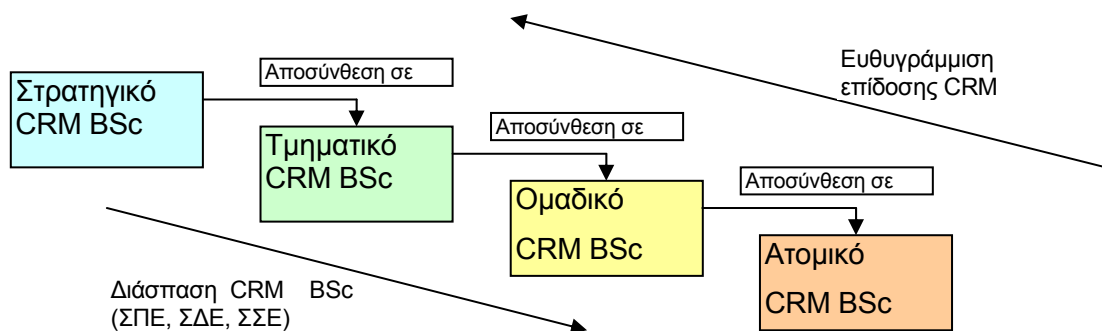 Στρατηγικό
CRM BSc
Αποσύνθεση σε
Ευθυγράμμιση
επίδοσης CRM
Τμηματικό
CRM BSc
Αποσύνθεση σε
Ομαδικό
CRM BSc
Αποσύνθεση σε
Ατομικό
CRM BSc
Διάσπαση CRM BSc
(ΣΠΕ, ΣΔΕ, ΣΣΕ)